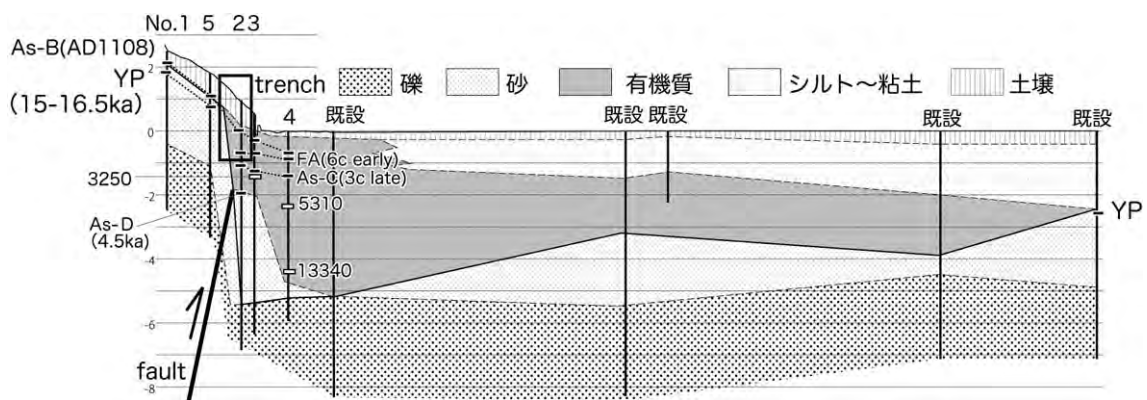 No.1 5 2 3
As-B(AD1108)
YP
(15-16.5ka)
trench
礫
砂
有機質
シルト〜粘土
土壌
4
既設
既設
既設
既設
既設
2
0
-2
-4
-6
-8
3250
FA(6c early)
As-C(3c late)
5310
13340
As-D
(4.5ka)
YP
fault